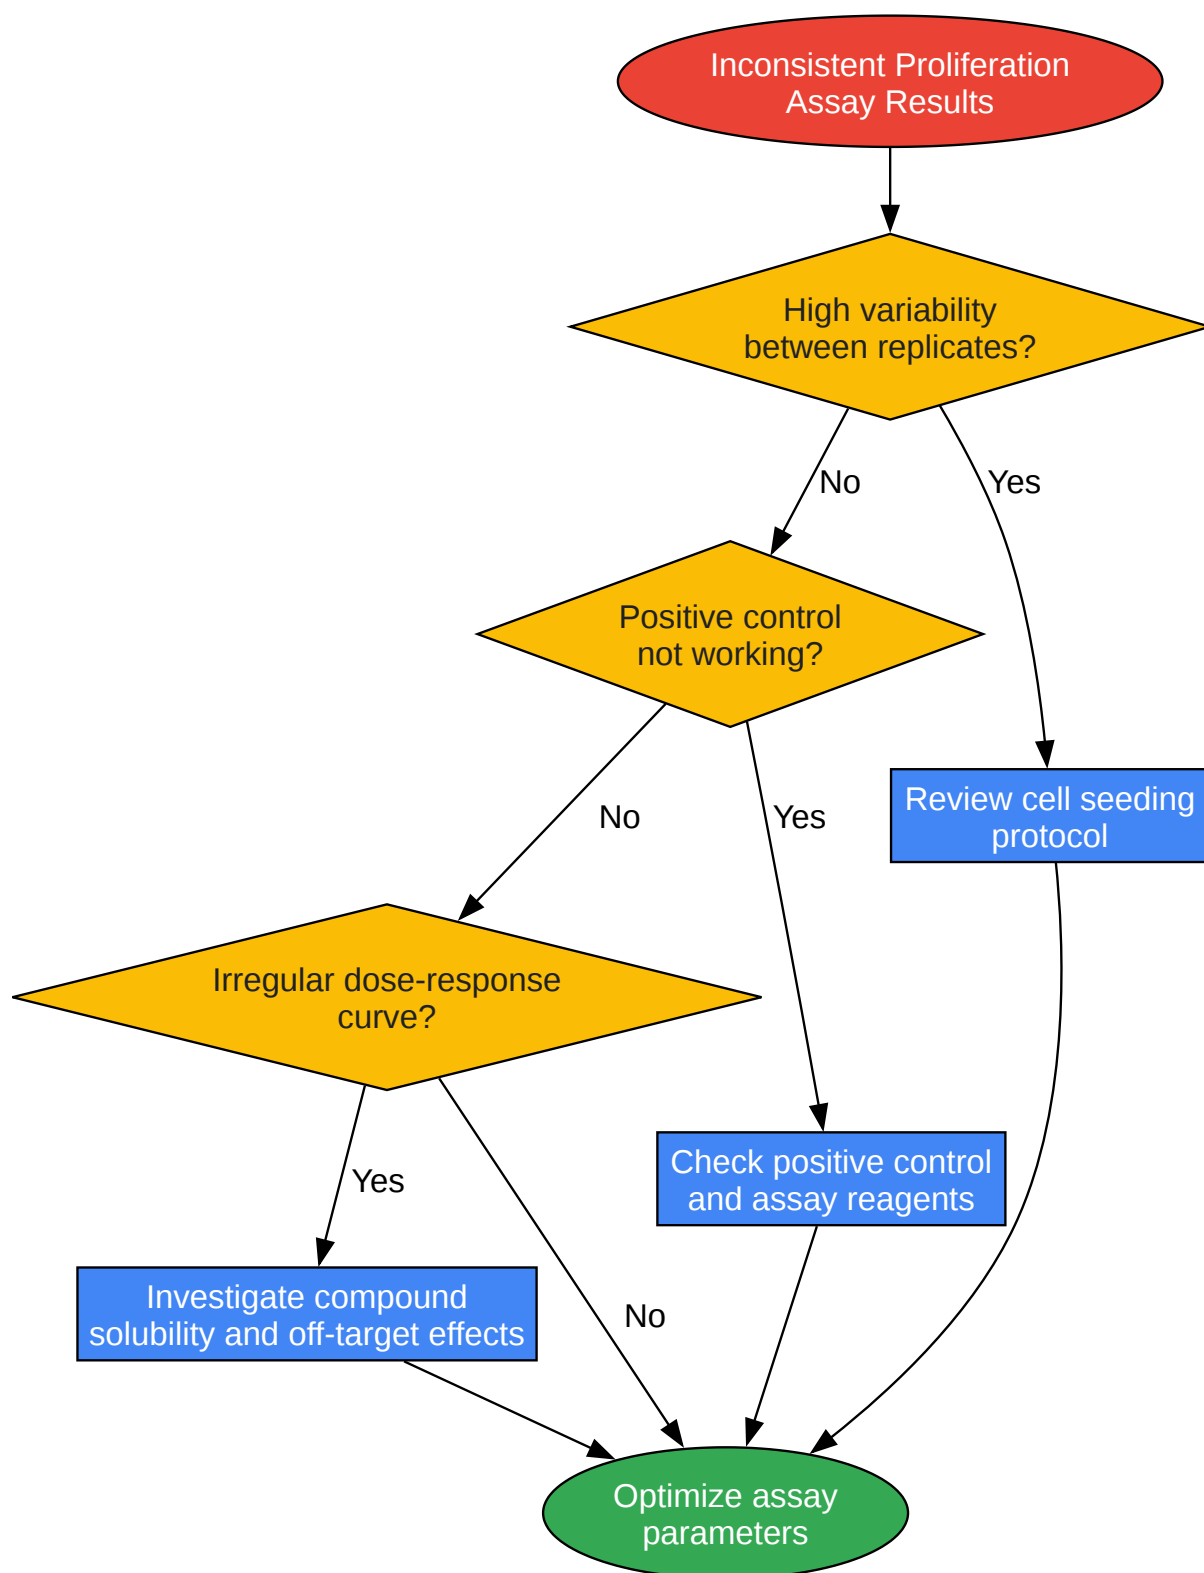 Inconsistent Proliferation
Assay Results
High variability
between replicates?
No
Yes
Positive control
not working?
No
Yes
Review cell seeding
protocol
Irregular dose-response
curve?
Yes
No
Check positive control
and assay reagents
Investigate compound
solubility and off-target effects
Optimize assay
parameters